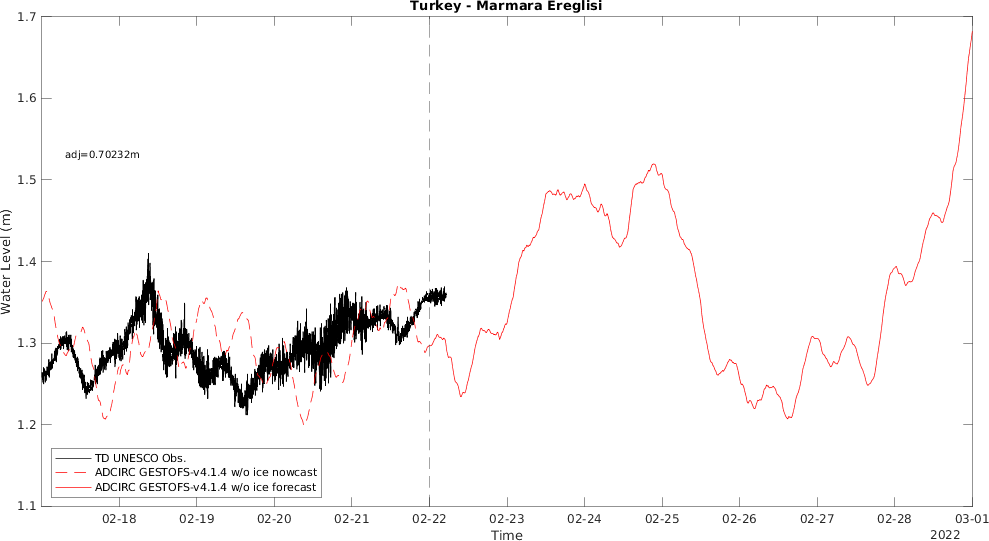 Turkey - Marmara Ereglisi
1.7
1.6
1.5
1.4
1.3
1.2
1.1
Water Level (m)
adj=0.70232m
TD UNESCO Obs.
ADCIRC GESTOFS-v4.1.4 w/o ice nowcast
ADCIRC GESTOFS-v4.1.4 w/o ice forecast
02-18 02-19 02-20 02-21 02-22 02-23 02-24 02-25 02-26 02-27 02-28 03-01
Time
2022